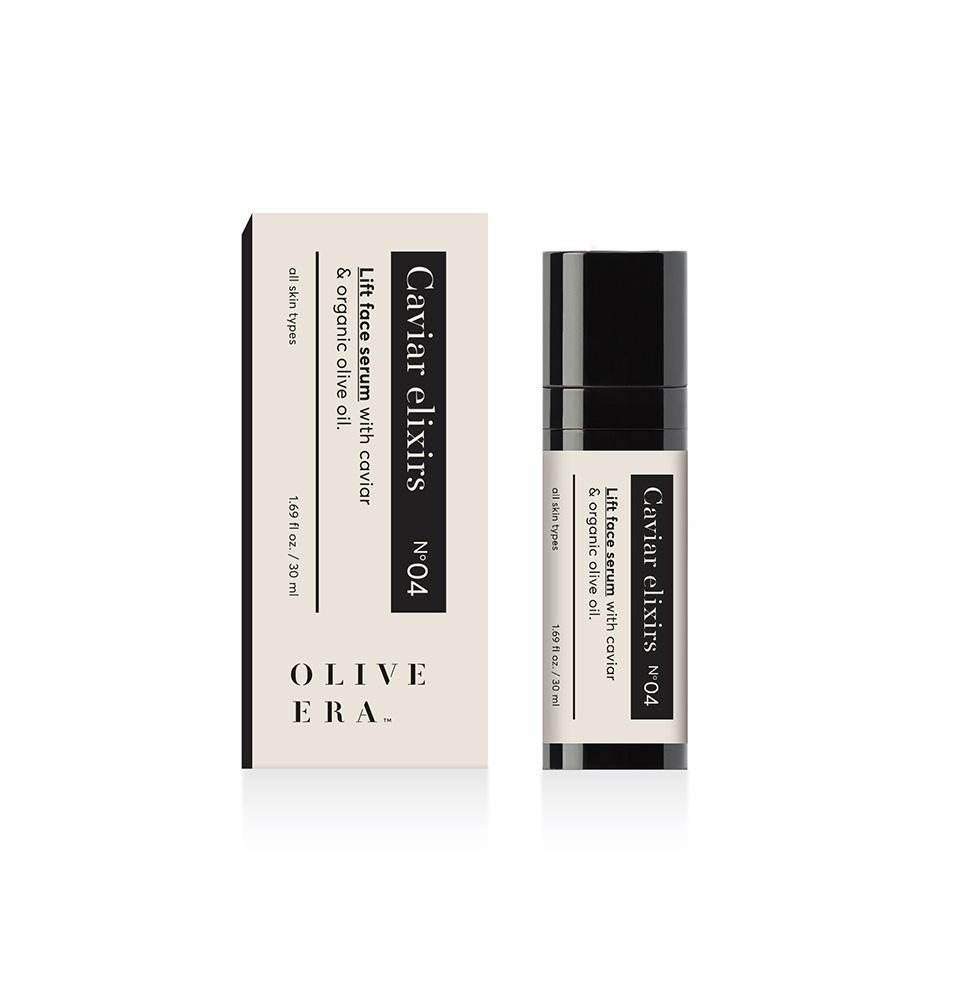 Caviar elixirs Nº04
Lift face serum with caviar
& organic olive oil.
all skin types 1.69 fl oz. / 30 ml
OLIVE
ERA™
Caviar elixirs Nº04
Lift face serum with caviar
& organic olive oil.
all skin types 1.69 fl oz. / 30 ml